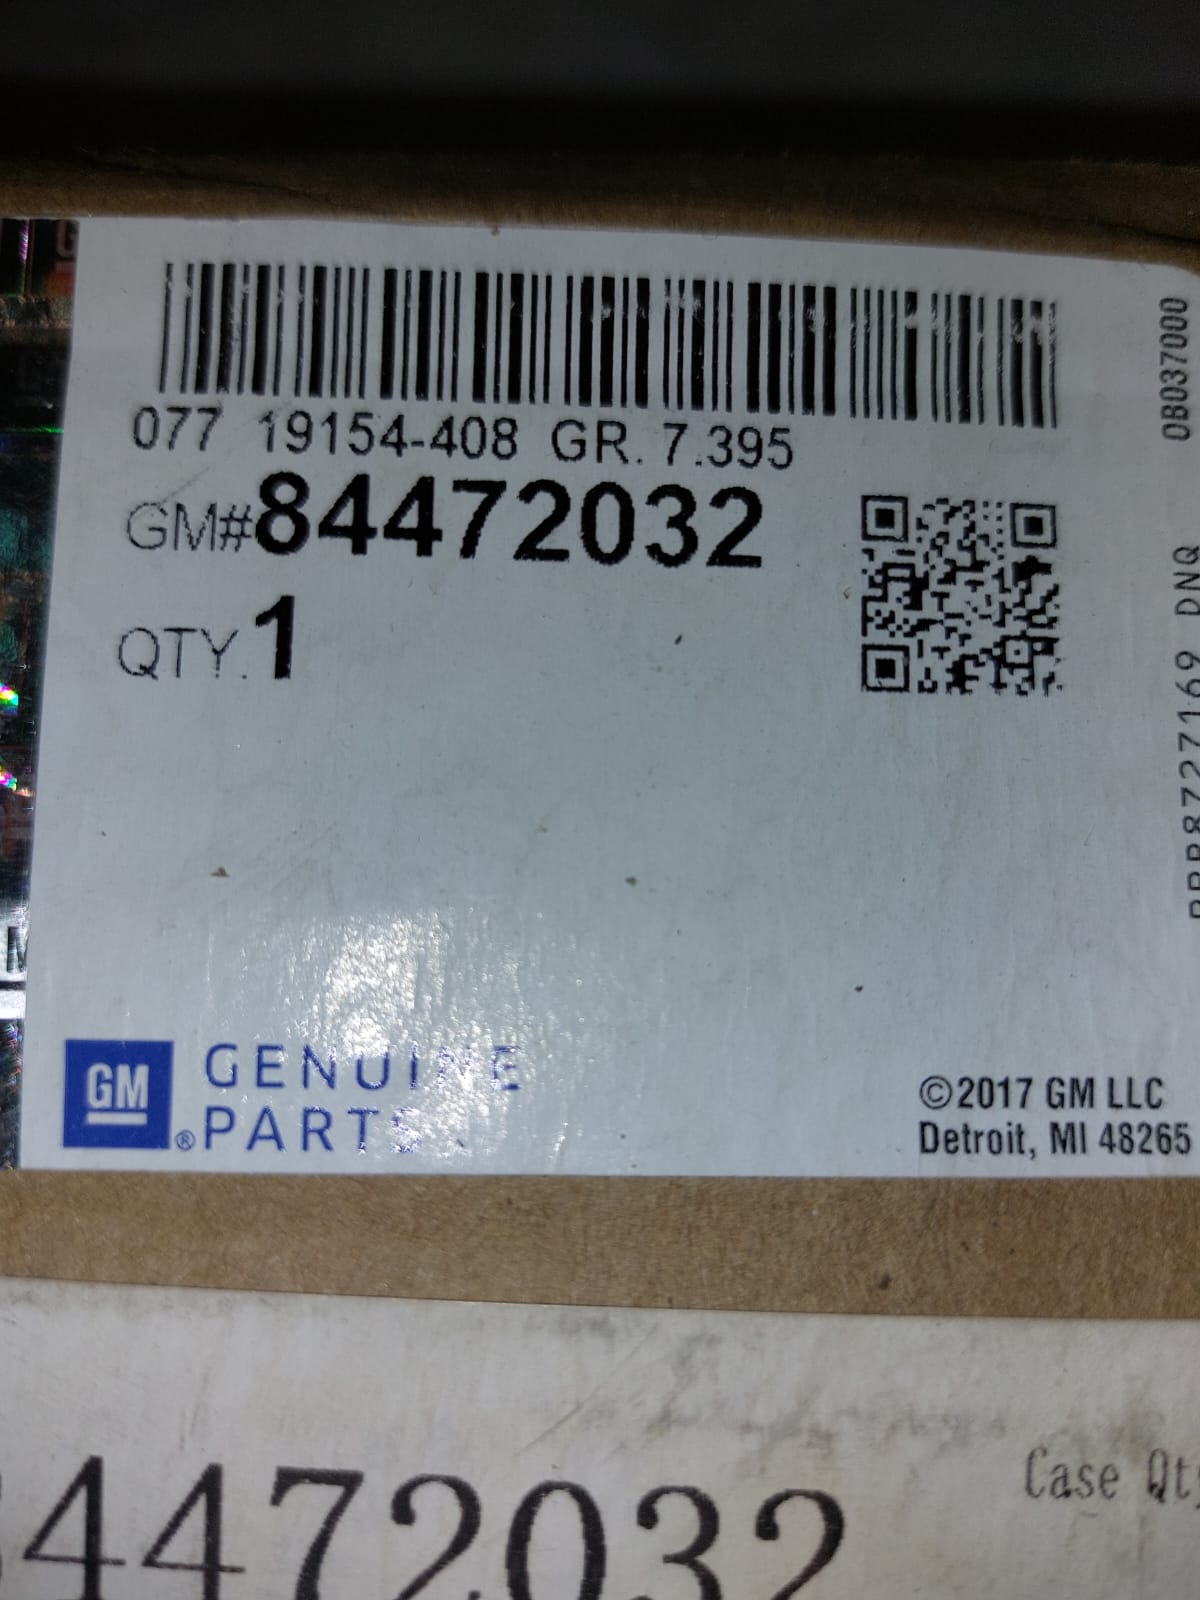 077 19154-408 GR. 7.395
GM#84472032
QTY.1
0B037000
DNQ
GM
GENUINE
®PARTS
©2017 GM LLC
Detroit, MI 48265
Case
4472032